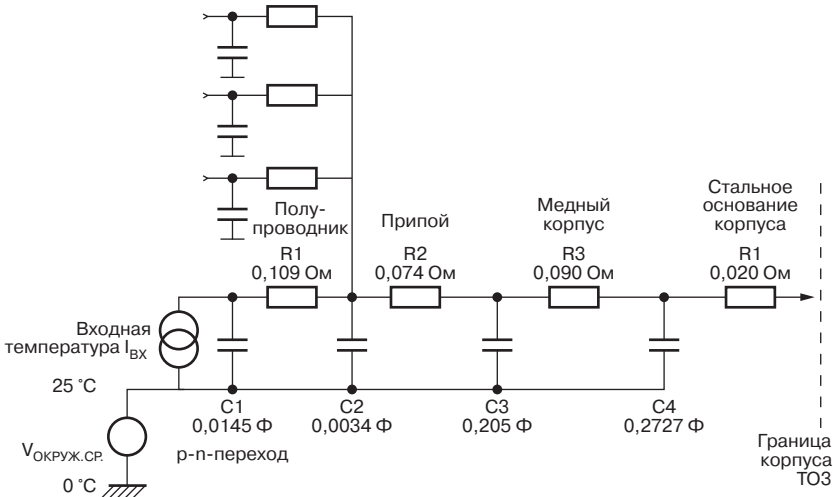 Полу-
проводник
R1
0,109 Ом
Припой
R2
0,074 Ом
Медный
корпус
R3
0,090 Ом
Стальное
основание
корпуса
R1
0,020 Ом
Входная
температура IВХ
25 °C
C1
0,0145 Ф
C2
0,0034 Ф
C3
0,205 Ф
C4
0,2727 Ф
VОКРУЖ.СР.
p-n-переход
0 °C
Граница
корпуса
ТО3